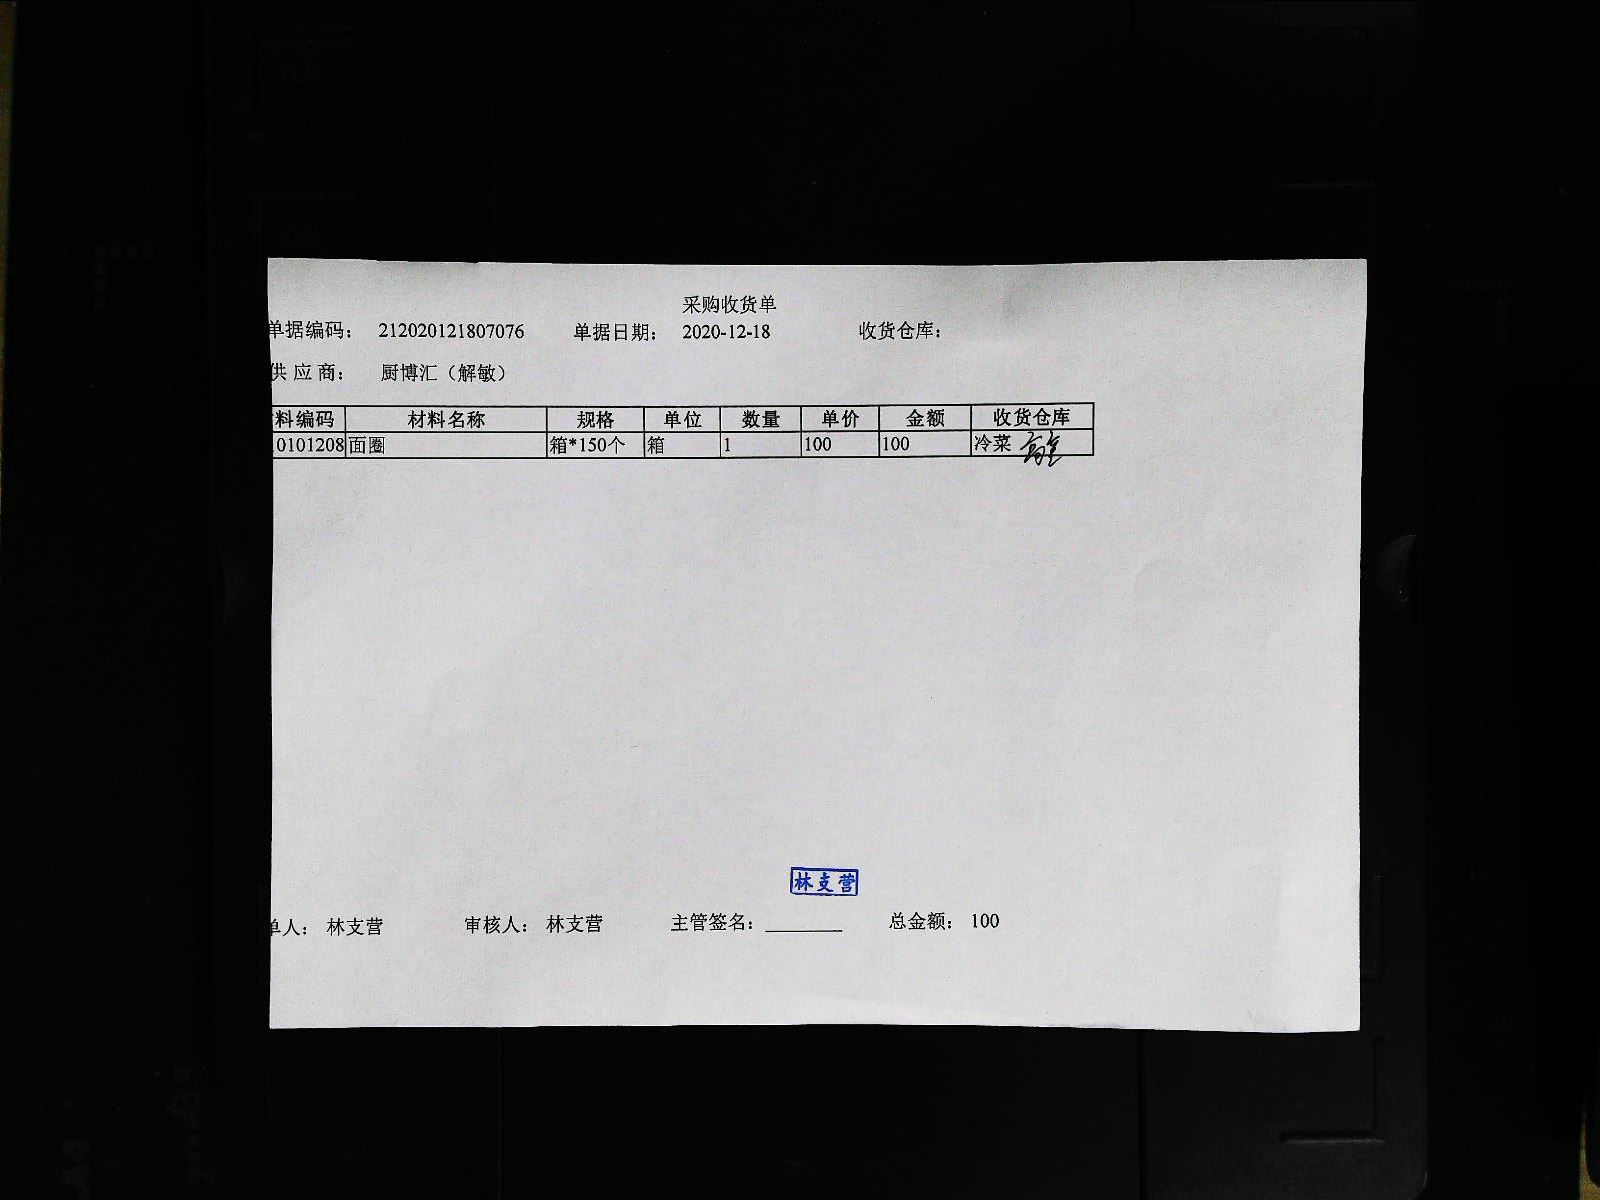 采购收货单
单据编码： 212020121807076 单据日期： 2020-12-18 收货仓库：
供 应 商： 厨博汇（解敏）
料编码 材料名称 规格 单位 数量 单价 金额 收货仓库
0101208 面圈 箱*150个 箱 1 100 100 冷菜
林支营
单人： 林支营 审核人： 林支营 主管签名：________ 总金额： 100